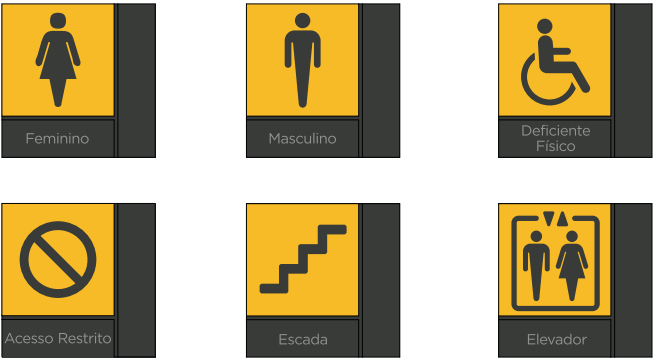 Feminino
Masculino
Deficiente
Físico
Acesso Restrito
Escada
Elevador